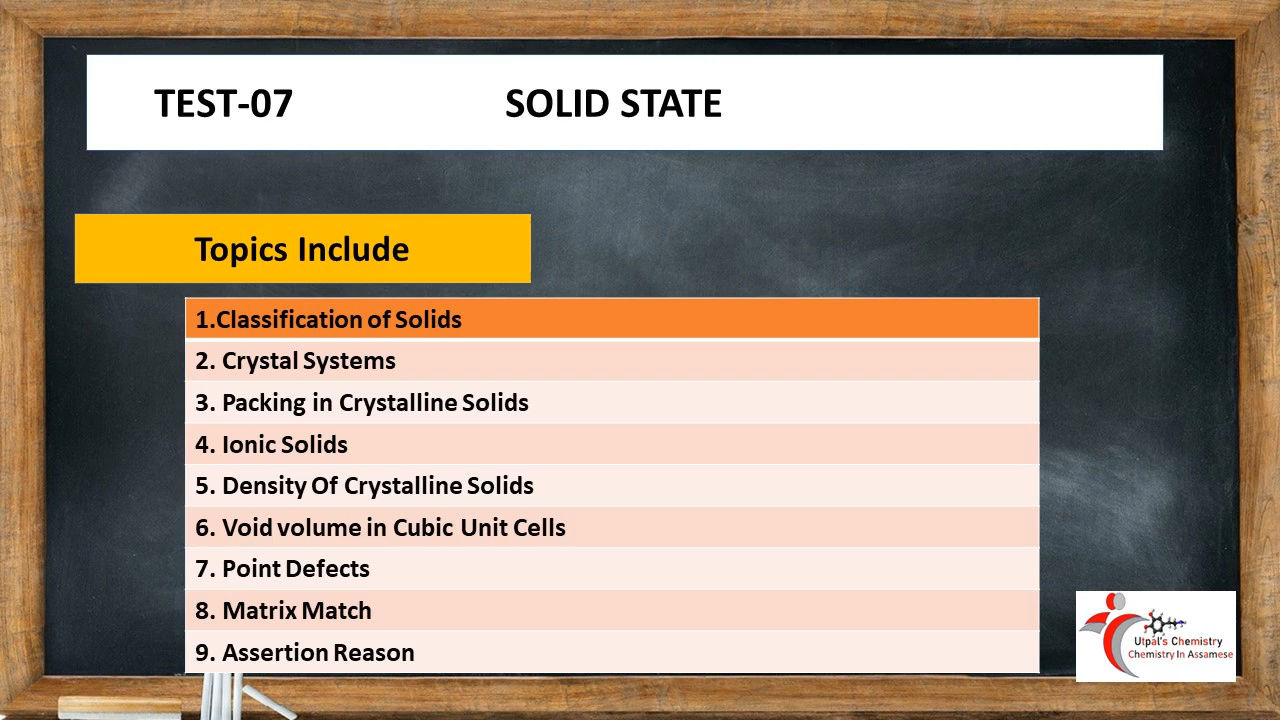 TEST-07 SOLID STATE
Topics Include
1.Classification of Solids
2. Crystal Systems
3. Packing in Crystalline Solids
4. Ionic Solids
5. Density Of Crystalline Solids
6. Void volume in Cubic Unit Cells
7. Point Defects
8. Matrix Match
9. Assertion Reason
Utpal's Chemistry
Chemistry In Assamese